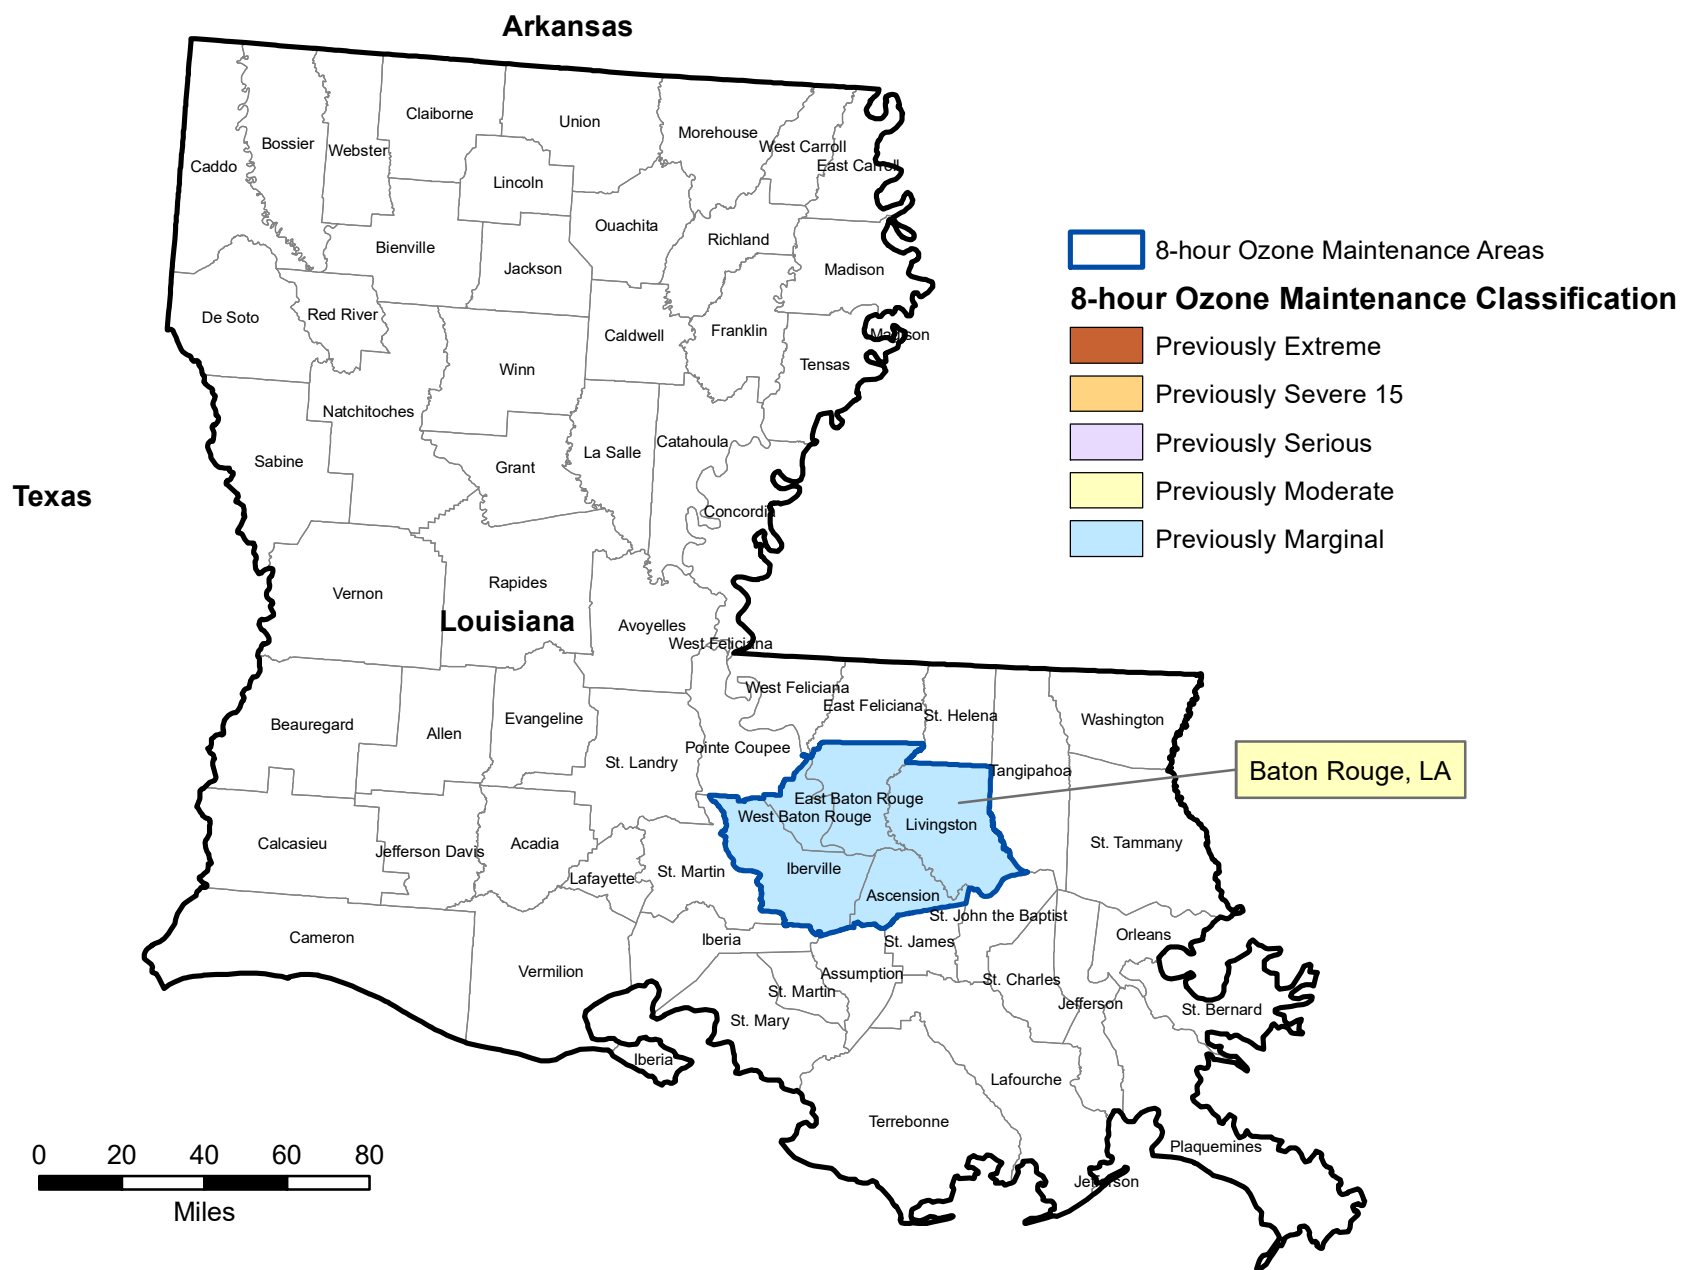 Arkansas
Claiborne
Union
Morehouse
Bossier
Webster
West Carroll
East Carroll
Caddo
Lincoln
Ouachita
Richland
Bienville
Jackson
Madison
De Soto
Red River
Caldwell
Franklin
Madison
Tensas
Winn
Natchitoches
Catahoula
La Salle
Sabine
Grant
Texas
Concordia
Rapides
Vernon
Louisiana
Avoyelles
West Feliciana
West Feliciana
East Feliciana
St. Helena
Washington
Beauregard
Allen
Evangeline
Pointe Coupee
St. Landry
Tangipahoa
East Baton Rouge
West Baton Rouge
Livingston
Calcasieu
Jefferson Davis
Acadia
St. Tammany
Lafayette
St. Martin
Iberville
Ascension
St. John the Baptist
Cameron
Iberia
St. James
Orleans
Vermilion
Assumption
St. Charles
St. Martin
Jefferson
St. Bernard
St. Mary
Iberia
Lafourche
Terrebonne
Plaquemines
Jefferson
8-hour Ozone Maintenance Areas
8-hour Ozone Maintenance Classification
Previously Extreme
Previously Severe 15
Previously Serious
Previously Moderate
Previously Marginal
Baton Rouge, LA
0 20 40 60 80
Miles